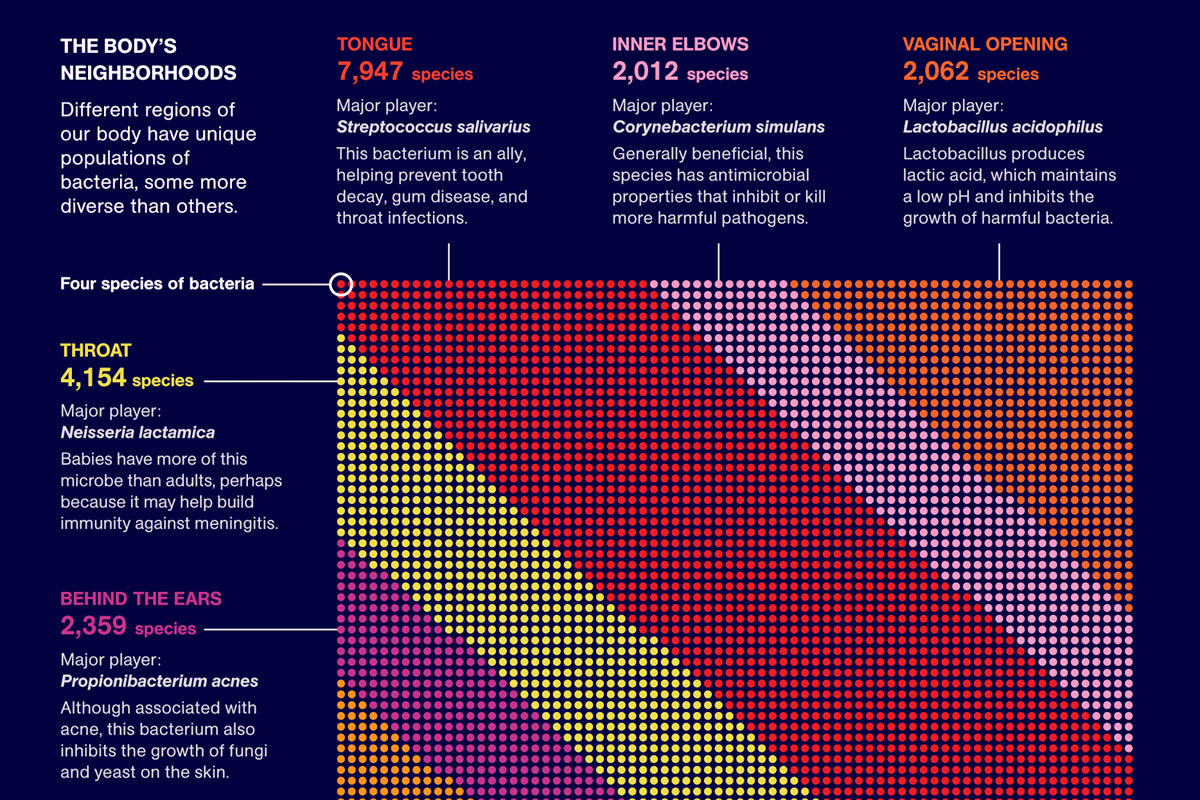 THE BODY'S
NEIGHBORHOODS
Different regions of
our body have unique
populations of
bacteria, some more
diverse than others.
TONGUE
7,947 species
Major player:
Streptococcus salivarius
This bacterium is an ally,
helping prevent tooth
decay, gum disease, and
throat infections.
INNER ELBOWS
2,012 species
Major player:
Corynebacterium simulans
Generally beneficial, this
species has antimicrobial
properties that inhibit or kill
more harmful pathogens.
VAGINAL OPENING
2,062 species
Major player:
Lactobacillus acidophilus
Lactobacillus produces
lactic acid, which maintains
a low pH and inhibits the
growth of harmful bacteria.
Four species of bacteria
THROAT
4,154 species
Major player:
Neisseria lactamica
Babies have more of this
microbe than adults, perhaps
because it may help build
immunity against meningitis.
BEHIND THE EARS
2,359 species
Major player:
Propionibacterium acnes
Although associated with
acne, this bacterium also
inhibits the growth of fungi
and yeast on the skin.